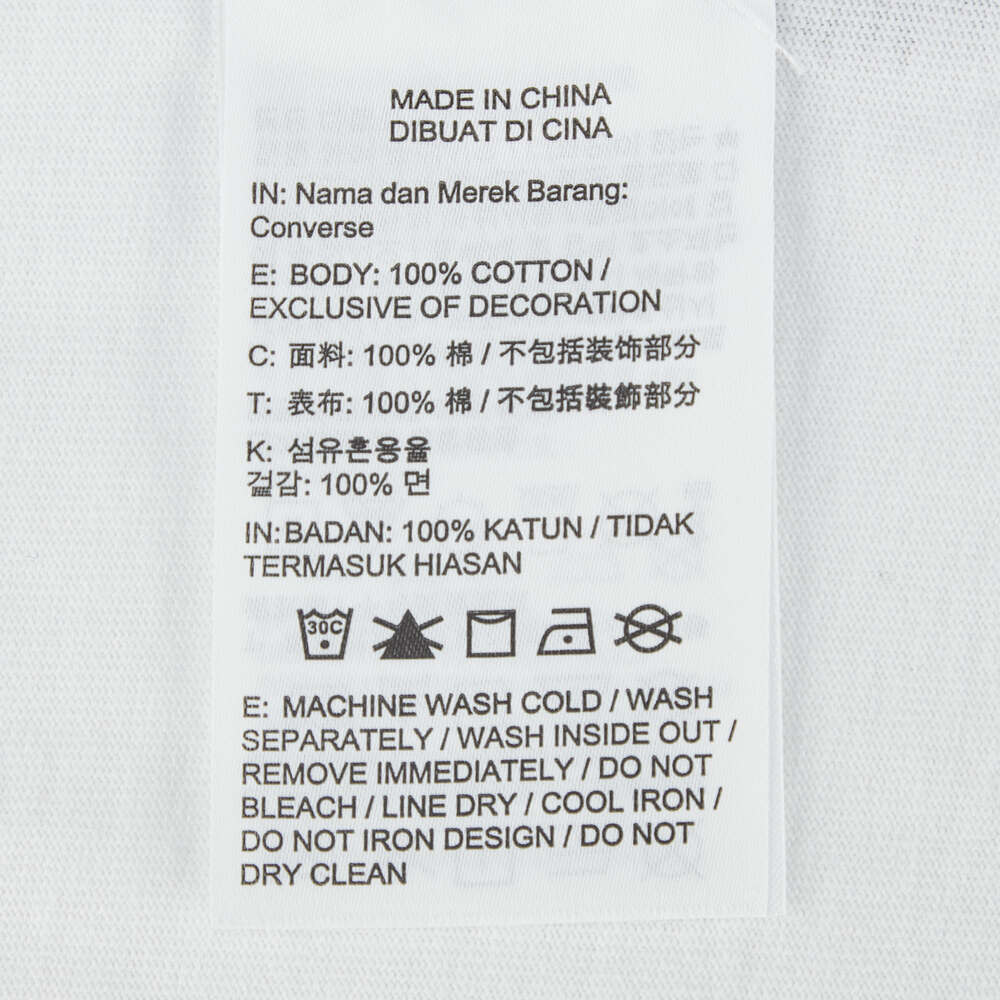 MADE IN CHINA
DIBUAT DI CINA
IN: Nama dan Merek Barang:
Converse
E: BODY: 100% COTTON /
EXCLUSIVE OF DECORATION
C: 面料: 100% 棉 / 不包括装饰部分
T: 表布: 100% 棉 / 不包括裝飾部分
K: 섬유혼용율
겉감: 100% 면
IN: BADAN: 100% KATUN / TIDAK
TERMASUK HIASAN
30C
E: MACHINE WASH COLD / WASH
SEPARATELY / WASH INSIDE OUT /
REMOVE IMMEDIATELY / DO NOT
BLEACH / LINE DRY / COOL IRON /
DO NOT IRON DESIGN / DO NOT
DRY CLEAN